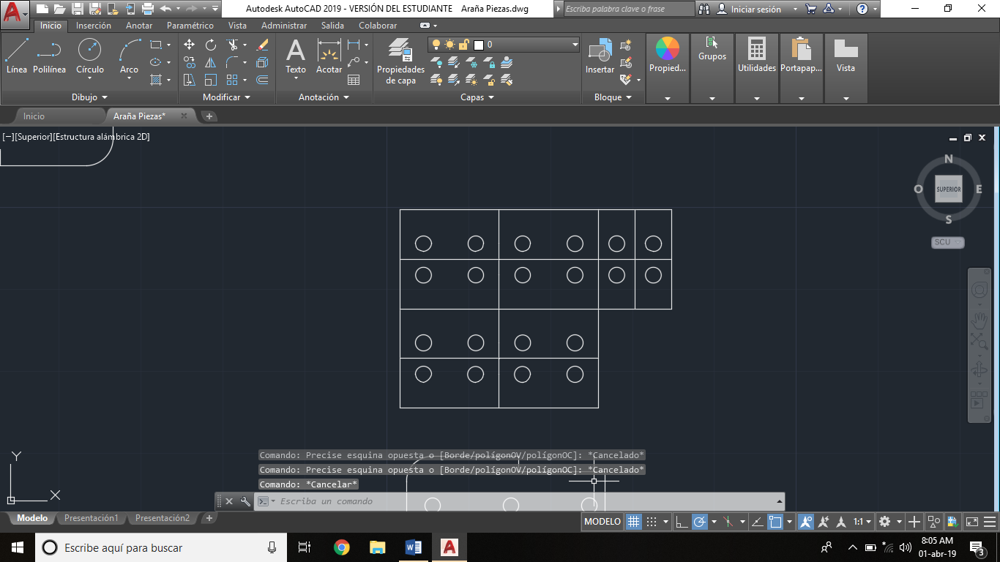 Autodesk AutoCAD 2019 - VERSIÓN DEL ESTUDIANTE Araña Piezas.dwg
Escriba palabra clave o frase
Iniciar sesión
Inicio Inserción Anotar Paramétrico Vista Administrar Salida Colaborar
0
Línea Polilínea Círculo Arco
Texto Acotar
Propiedades de capa
Insertar
Propied...
Grupos
Utilidades
Portapap...
Vista
Dibujo Modificar Anotación Capas Bloque
Inicio Araña Piezas*
[−][Superior][Estructura alámbrica 2D]
N
O SUPERIOR E
S
SCU
Y
X
Comando: Precise esquina opuesta o [Borde/polígonOV/polígonOC]: *Cancelado*
Comando: Precise esquina opuesta o [Borde/polígonOV/polígonOC]: *Cancelado*
Comando: *Cancelar*
Escriba un comando
Modelo Presentación1 Presentación2
MODELO 1:1
Escribe aquí para buscar
8:05 AM
01-abr-19
3